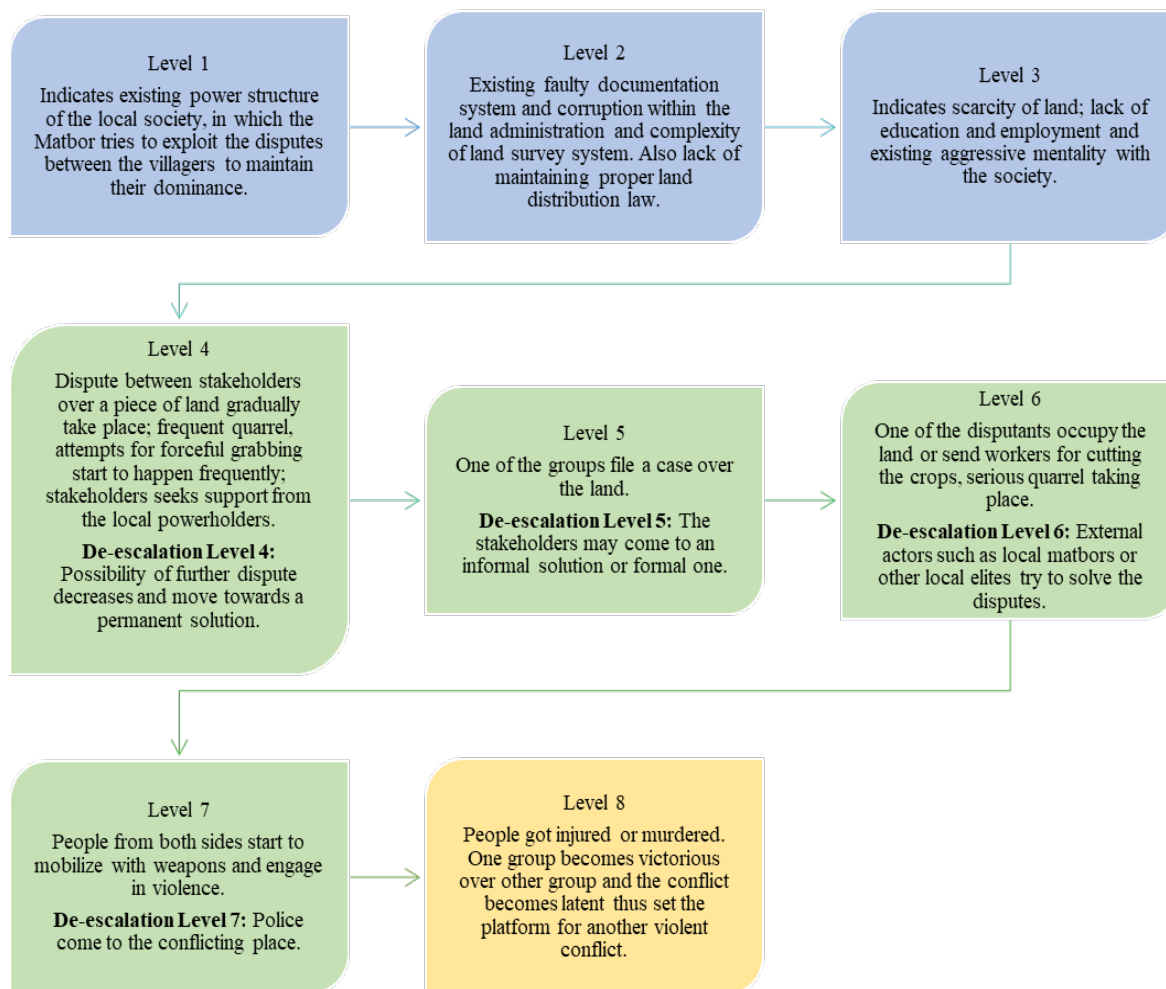 Level 1
Indicates existing power structure
of the local society, in which the
Matbor tries to exploit the disputes
between the villagers to maintain
their dominance.
Level 2
Existing faulty documentation
system and corruption within the
land administration and complexity
of land survey system. Also lack of
maintaining proper land
distribution law.
Level 3
Indicates scarcity of land; lack of
education and employment and
existing aggressive mentality with
the society.
Level 4
Dispute between stakeholders
over a piece of land gradually
take place; frequent quarrel,
attempts for forceful grabbing
start to happen frequently;
stakeholders seeks support from
the local powerholders.
De-escalation Level 4:
Possibility of further dispute
decreases and move towards a
permanent solution.
Level 5
One of the groups file a case over
the land.
De-escalation Level 5: The
stakeholders may come to an
informal solution or formal one.
Level 6
One of the disputants occupy the
land or send workers for cutting
the crops, serious quarrel taking
place.
De-escalation Level 6: External
actors such as local matbors or
other local elites try to solve the
disputes.
Level 7
People from both sides start to
mobilize with weapons and engage
in violence.
De-escalation Level 7: Police
come to the conflicting place.
Level 8
People got injured or murdered.
One group becomes victorious
over other group and the conflict
becomes latent thus set the
platform for another violent
conflict.